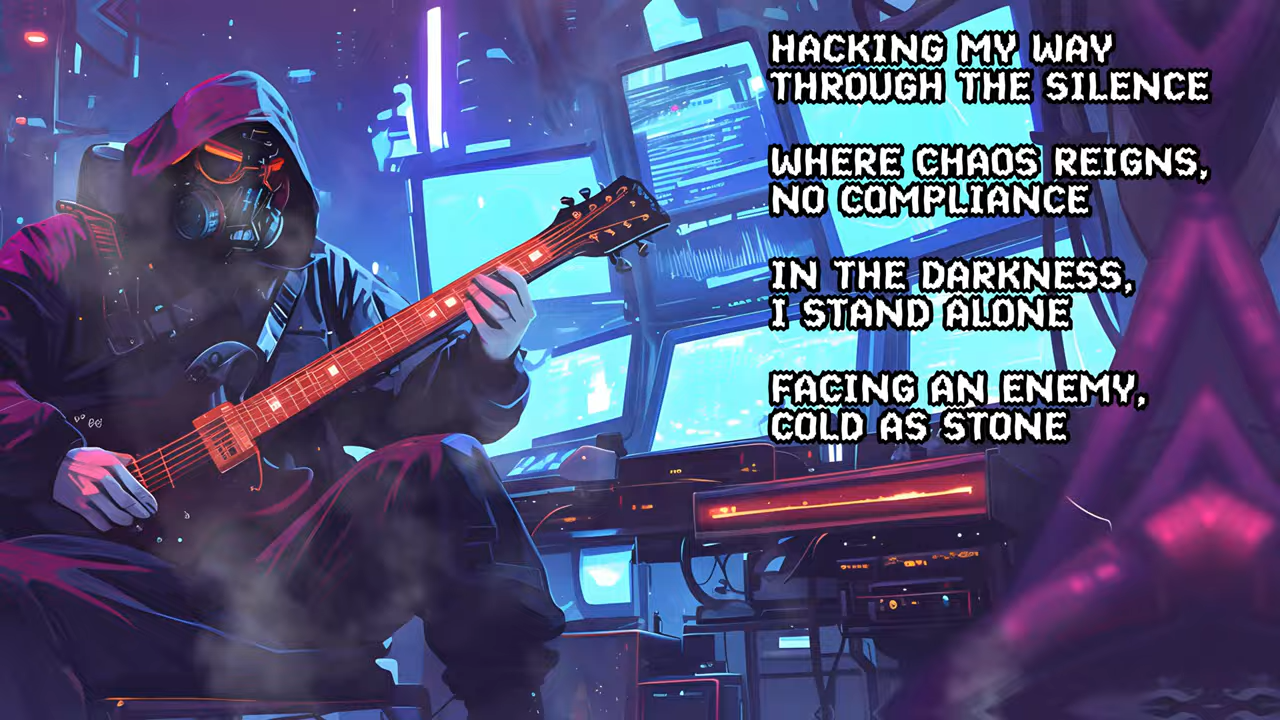 HACKING MY WAY
THROUGH THE SILENCE
WHERE CHAOS REIGNS,
NO COMPLIANCE
IN THE DARKNESS,
I STAND ALONE
FACING AN ENEMY,
COLD AS STONE